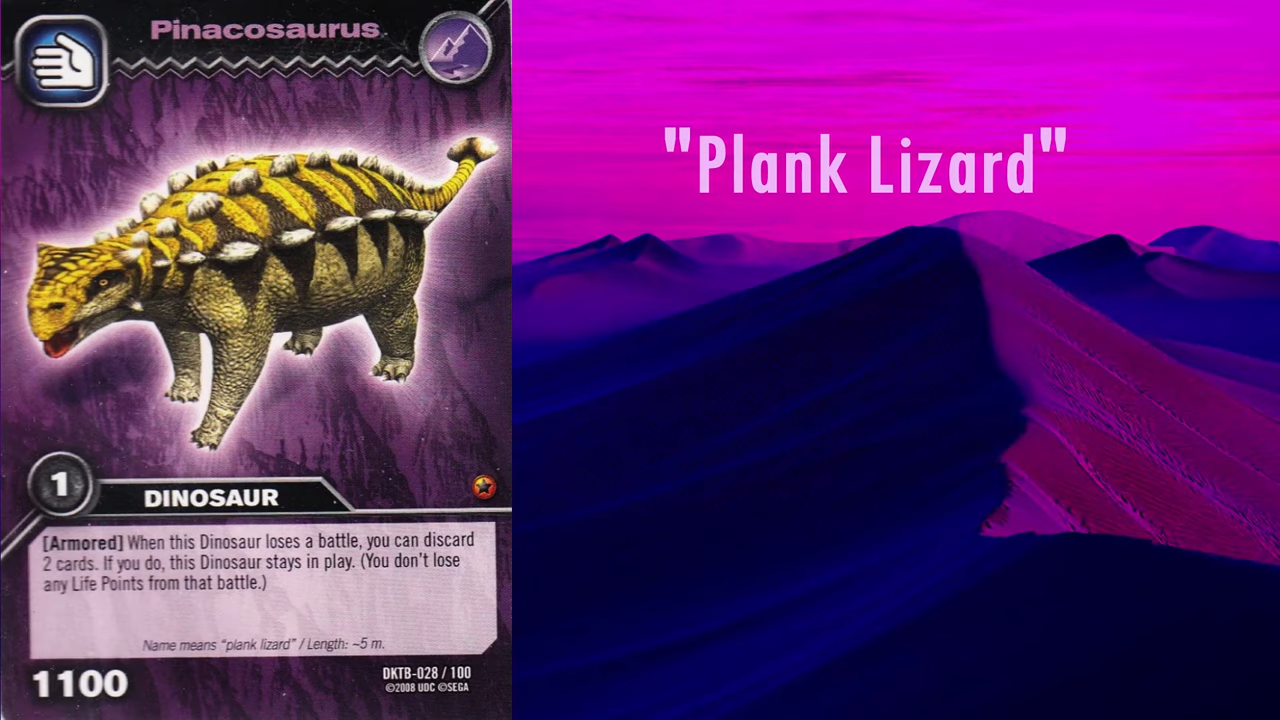 Pinacosaurus
"Plank Lizard"
1
DINOSAUR
[Armored] When this Dinosaur loses a battle, you can discard
2 cards. If you do, this Dinosaur stays in play. (You don't lose
any Life Points from that battle.)
Name means "plank lizard" / Length: ~5 m.
1100
DKTB-028 / 100
©2008 UDC ©SEGA